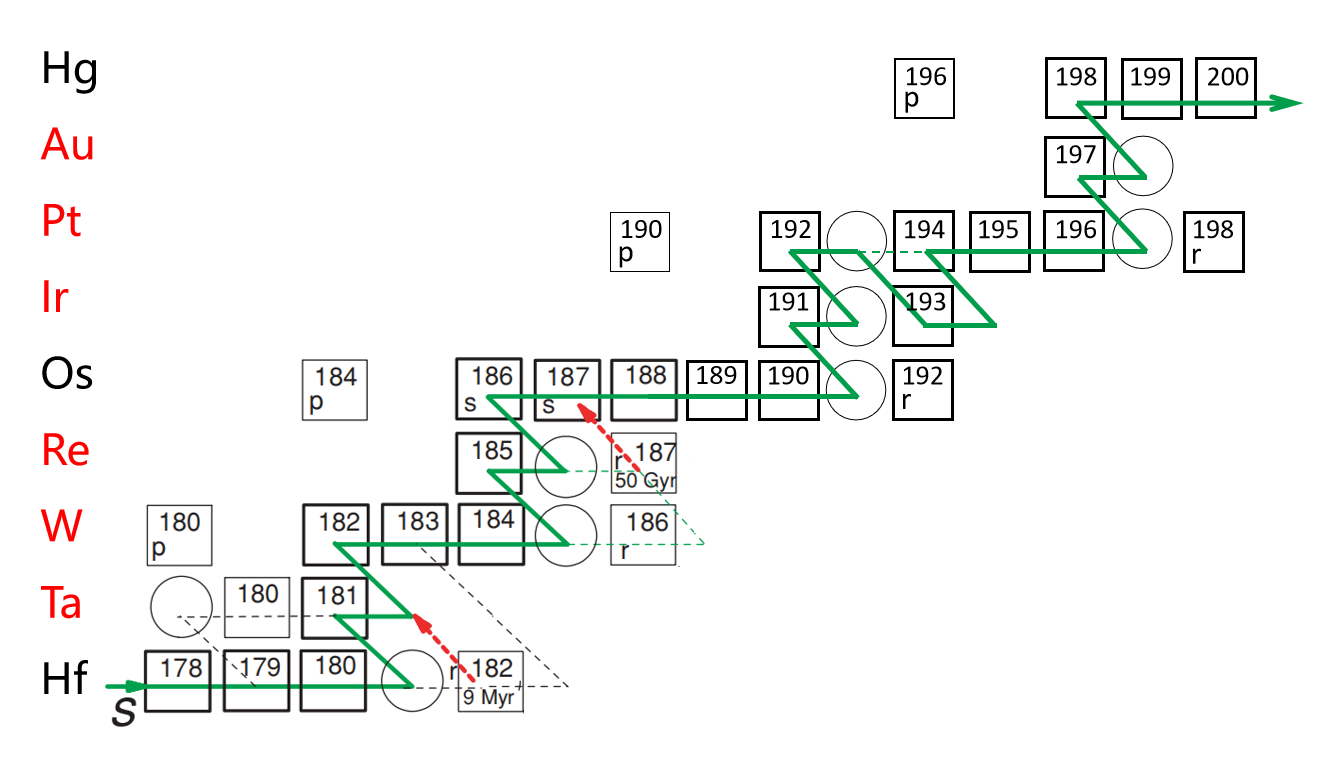 Hg 196 198 199 200
p
Au 197
Pt 190 192 194 195 196 198
p r
Ir 191 193
Os 184 186 187 188 189 190 192
p s s r
Re 185 r 187
50 Gyr
W 180 182 183 184 186
p r
Ta 180 181
Hf 178 179 180 r 182
9 Myr
S